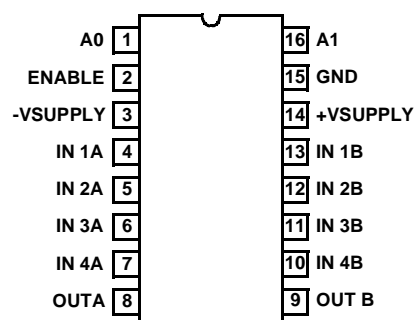 A0 1 16 A1
ENABLE 2 15 GND
-VSUPPLY 3 14 +VSUPPLY
IN 1A 4 13 IN 1B
IN 2A 5 12 IN 2B
IN 3A 6 11 IN 3B
IN 4A 7 10 IN 4B
OUTA 8 9 OUT B